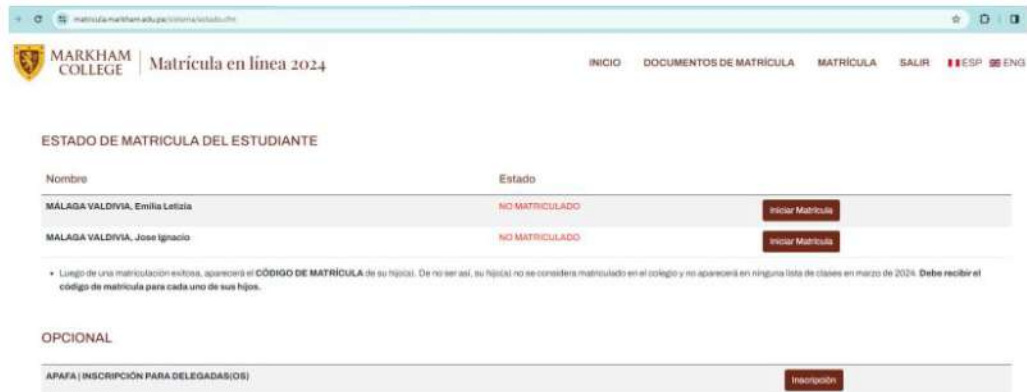 matricula.markham.edu.pe/sistema/estado.cfm
MARKHAM COLLEGE
Matrícula en línea 2024
INICIO DOCUMENTOS DE MATRÍCULA MATRÍCULA SALIR ESP ENG
ESTADO DE MATRICULA DEL ESTUDIANTE
Nombre Estado
MÁLAGA VALDIVIA, Emilia Letizia NO MATRICULADO Iniciar Matrícula
MALAGA VALDIVIA, Jose Ignacio NO MATRICULADO Iniciar Matrícula
• Luego de una matriculación exitosa, aparecerá el CÓDIGO DE MATRÍCULA de su hijo(a). De no ser así, su hijo(a) no se considera matriculado en el colegio y no aparecerá en ninguna lista de clases en marzo de 2024. Debe recibir el
código de matrícula para cada uno de sus hijos.
OPCIONAL
APAFA | INSCRIPCIÓN PARA DELEGADAS(OS) Inscripción